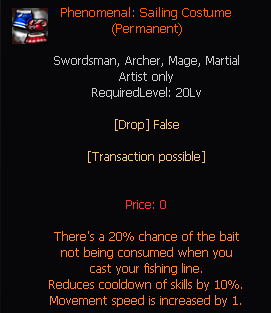 Phenomenal: Sailing Costume
(Permanent)
Swordsman, Archer, Mage, Martial
Artist only
RequiredLevel: 20Lv
[Drop] False
[Transaction possible]
Price: 0
There's a 20% chance of the bait
not being consumed when you
cast your fishing line.
Reduces cooldown of skills by 10%.
Movement speed is increased by 1.